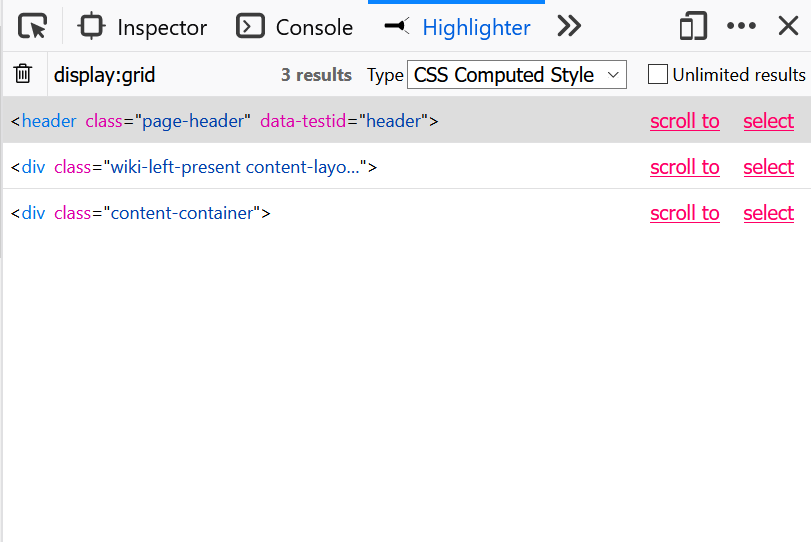 Inspector Console Highlighter
display:grid 3 results Type CSS Computed Style Unlimited results
<header class="page-header" data-testid="header"> scroll to select
<div class="wiki-left-present content-layo..."> scroll to select
<div class="content-container"> scroll to select